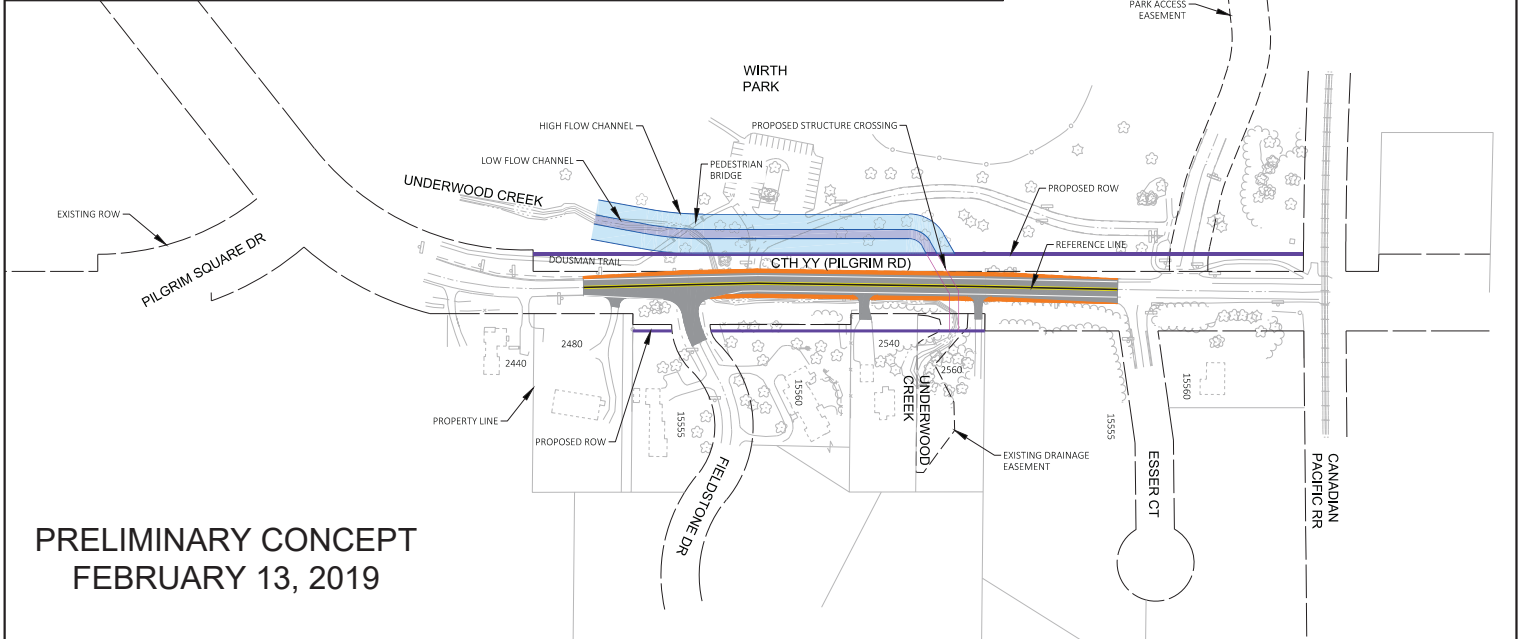 PARK ACCESS
EASEMENT
WIRTH
PARK
HIGH FLOW CHANNEL
PROPOSED STRUCTURE CROSSING
LOW FLOW CHANNEL
PEDESTRIAN
BRIDGE
UNDERWOOD CREEK
PROPOSED ROW
EXISTING ROW
REFERENCE LINE
PILGRIM SQUARE DR
DOUSMAN TRAIL
CTH YY (PILGRIM RD)
2440
2480
2540
2560
15555
15560
UNDERWOOD
CREEK
15555
15560
PROPERTY LINE
PROPOSED ROW
EXISTING DRAINAGE
EASEMENT
FIELDSTONE DR
ESSER CT
CANADIAN
PACIFIC RR
PRELIMINARY CONCEPT
FEBRUARY 13, 2019